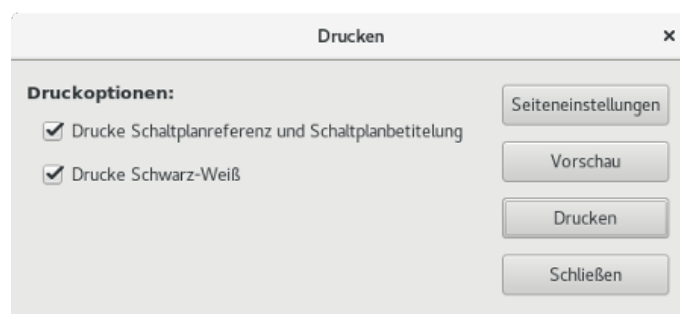 Drucken
Druckoptionen:
Drucke Schaltplanreferenz und Schaltplanbetitelung
Drucke Schwarz-Weiß
Seiteneinstellungen
Vorschau
Drucken
Schließen